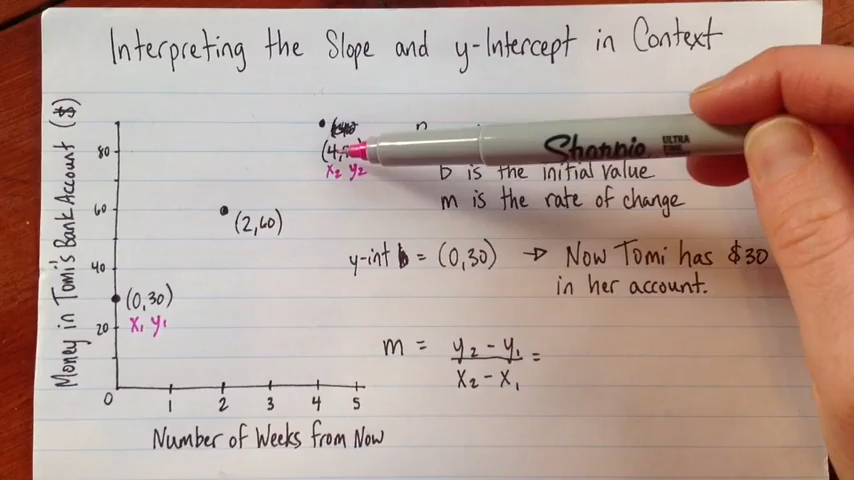 Interpreting the Slope and y-Intercept in Context
Money in Tomi's Bank Account ($)
80
60
40
20
0
1 2 3 4 5
Number of Weeks from Now
(4,
x₂ y₂
(2,60)
(0,30)
x₁ y₁
Sharpie
ULTRA
b is the initial value
m is the rate of change
y-int b = (0,30) → Now Tomi has $30
in her account.
m = y₂ - y₁ =
x₂ - x₁